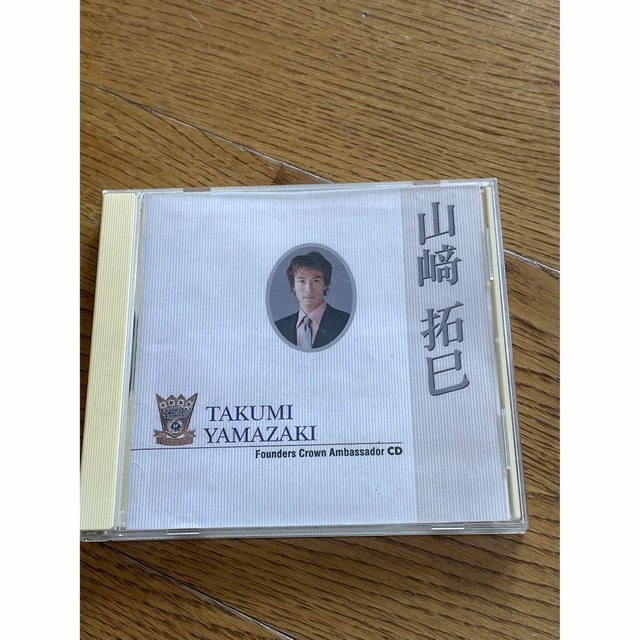 山﨑 拓巳
TAKUMI
YAMAZAKI
Founders Crown Ambassador CD